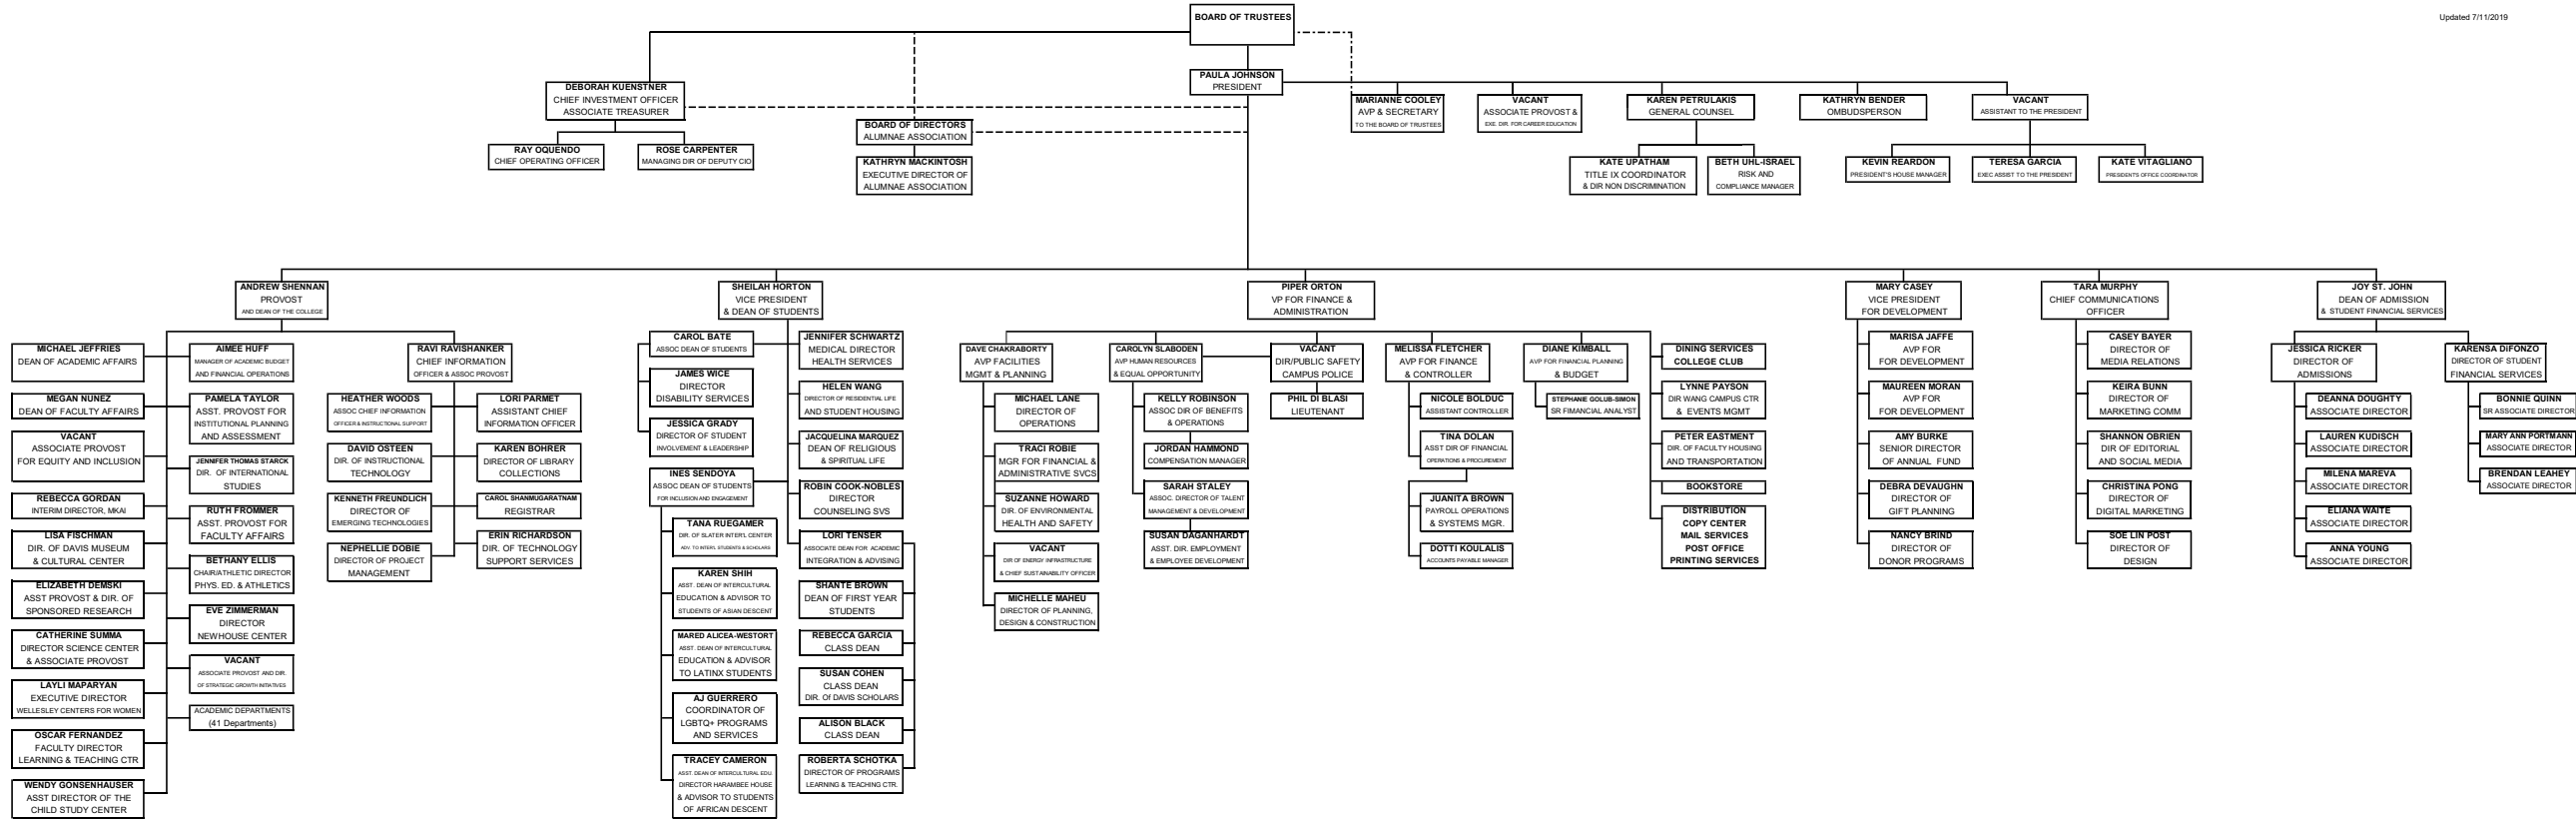 BOARD OF TRUSTEES
Updated 7/11/2019
PAULA JOHNSON
PRESIDENT
DEBORAH KUENSTNER
CHIEF INVESTMENT OFFICER
ASSOCIATE TREASURER
RAY OQUENDO
CHIEF OPERATING OFFICER
ROSE CARPENTER
MANAGING DIR OF DEPUTY CIO
BOARD OF DIRECTORS
ALUMNAE ASSOCIATION
KATHRYN MACKINTOSH
EXECUTIVE DIRECTOR OF
ALUMNAE ASSOCIATION
MARIANNE COOLEY
AVP & SECRETARY
TO THE BOARD OF TRUSTEES
VACANT
ASSOCIATE PROVOST &
EXE. DIR. FOR CAREER EDUCATION
KAREN PETRULAKIS
GENERAL COUNSEL
KATHRYN BENDER
OMBUDSPERSON
VACANT
ASSISTANT TO THE PRESIDENT
KATE UPATHAM
TITLE IX COORDINATOR
& DIR NON DISCRIMINATION
BETH UHL-ISRAEL
RISK AND
COMPLIANCE MANAGER
KEVIN REARDON
PRESIDENT'S HOUSE MANAGER
TERESA GARCIA
EXEC ASSIST TO THE PRESIDENT
KATE VITAGLIANO
PRESIDENTS OFFICE COORDINATOR
ANDREW SHENNAN
PROVOST
AND DEAN OF THE COLLEGE
MICHAEL JEFFRIES
DEAN OF ACADEMIC AFFAIRS
MEGAN NUNEZ
DEAN OF FACULTY AFFAIRS
VACANT
ASSOCIATE PROVOST
FOR EQUITY AND INCLUSION
REBECCA GORDAN
INTERIM DIRECTOR, MKAI
LISA FISCHMAN
DIR. OF DAVIS MUSEUM
& CULTURAL CENTER
ELIZABETH DEMSKI
ASST PROVOST & DIR. OF
SPONSORED RESEARCH
CATHERINE SUMMA
DIRECTOR SCIENCE CENTER
& ASSOCIATE PROVOST
LAYLI MAPARYAN
EXECUTIVE DIRECTOR
WELLESLEY CENTERS FOR WOMEN
OSCAR FERNANDEZ
FACULTY DIRECTOR
LEARNING & TEACHING CTR
WENDY GONSENHAUSER
ASST DIRECTOR OF THE
CHILD STUDY CENTER
AIMEE HUFF
MANAGER OF ACADEMIC BUDGET
AND FINANCIAL OPERATIONS
PAMELA TAYLOR
ASST. PROVOST FOR
INSTITUTIONAL PLANNING
AND ASSESSMENT
JENNIFER THOMAS STARCK
DIR. OF INTERNATIONAL
STUDIES
RUTH FROMMER
ASST. PROVOST FOR
FACULTY AFFAIRS
BETHANY ELLIS
CHAIR/ATHLETIC DIRECTOR
PHYS. ED. & ATHLETICS
EVE ZIMMERMAN
DIRECTOR
NEWHOUSE CENTER
VACANT
ASSOCIATE PROVOST AND DIR.
OF STRATEGIC GROWTH INITIATIVES
ACADEMIC DEPARTMENTS
(41 Departments)
RAVI RAVISHANKER
CHIEF INFORMATION
OFFICER & ASSOC PROVOST
HEATHER WOODS
ASSOC CHIEF INFORMATION
OFFICER & INSTRUCTIONAL SUPPORT
DAVID OSTEEN
DIR. OF INSTRUCTIONAL
TECHNOLOGY
KENNETH FREUNDLICH
DIRECTOR OF
EMERGING TECHNOLOGIES
NEPHELLIE DOBIE
DIRECTOR OF PROJECT
MANAGEMENT
LORI PARMET
ASSISTANT CHIEF
INFORMATION OFFICER
KAREN BOHRER
DIRECTOR OF LIBRARY
COLLECTIONS
CAROL SHANMUGARATNAM
REGISTRAR
ERIN RICHARDSON
DIR. OF TECHNOLOGY
SUPPORT SERVICES
SHEILAH HORTON
VICE PRESIDENT
& DEAN OF STUDENTS
CAROL BATE
ASSOC DEAN OF STUDENTS
JAMES WICE
DIRECTOR
DISABILITY SERVICES
JESSICA GRADY
DIRECTOR OF STUDENT
INVOLVEMENT & LEADERSHIP
INES SENDOYA
ASSOC DEAN OF STUDENTS
FOR INCLUSION AND ENGAGEMENT
TANA RUEGAMER
DIR. OF SLATER INTERL CENTER
ADV. TO INTER'L STUDENTS & SCHOLARS
KAREN SHIH
ASST. DEAN OF INTERCULTURAL
EDUCATION & ADVISOR TO
STUDENTS OF ASIAN DESCENT
MARED ALICEA-WESTORT
ASST. DEAN OF INTERCULTURAL
EDUCATION & ADVISOR
TO LATINX STUDENTS
AJ GUERRERO
COORDINATOR OF
LGBTQ+ PROGRAMS
AND SERVICES
TRACEY CAMERON
ASST. DEAN OF INTERCULTURAL EDU.
DIRECTOR HARAMBEE HOUSE
& ADVISOR TO STUDENTS
OF AFRICAN DESCENT
JENNIFER SCHWARTZ
MEDICAL DIRECTOR
HEALTH SERVICES
HELEN WANG
DIRECTOR OF RESIDENTIAL LIFE
AND STUDENT HOUSING
JACQUELINA MARQUEZ
DEAN OF RELIGIOUS
& SPIRITUAL LIFE
ROBIN COOK-NOBLES
DIRECTOR
COUNSELING SVS
LORI TENSER
ASSOCIATE DEAN FOR ACADEMIC
INTEGRATION & ADVISING
SHANTE BROWN
DEAN OF FIRST YEAR
STUDENTS
REBECCA GARCIA
CLASS DEAN
SUSAN COHEN
CLASS DEAN
DIR. Of DAVIS SCHOLARS
ALISON BLACK
CLASS DEAN
ROBERTA SCHOTKA
DIRECTOR OF PROGRAMS
LEARNING & TEACHING CTR.
PIPER ORTON
VP FOR FINANCE &
ADMINISTRATION
DAVE CHAKRABORTY
AVP FACILITIES
MGMT & PLANNING
MICHAEL LANE
DIRECTOR OF
OPERATIONS
TRACI ROBIE
MGR FOR FINANCIAL &
ADMINISTRATIVE SVCS
SUZANNE HOWARD
DIR. OF ENVIRONMENTAL
HEALTH AND SAFETY
VACANT
DIR OF ENERGY INFRASTRUCTURE
& CHIEF SUSTAINABILITY OFFICER
MICHELLE MAHEU
DIRECTOR OF PLANNING,
DESIGN & CONSTRUCTION
CAROLYN SLABODEN
AVP HUMAN RESOURCES
& EQUAL OPPORTUNITY
KELLY ROBINSON
ASSOC DIR OF BENEFITS
& OPERATIONS
JORDAN HAMMOND
COMPENSATION MANAGER
SARAH STALEY
ASSOC. DIRECTOR OF TALENT
MANAGEMENT & DEVELOPMENT
SUSAN DAGANHARDT
ASST. DIR. EMPLOYMENT
& EMPLOYEE DEVELOPMENT
VACANT
DIR/PUBLIC SAFETY
CAMPUS POLICE
PHIL DI BLASI
LIEUTENANT
MELISSA FLETCHER
AVP FOR FINANCE
& CONTROLLER
NICOLE BOLDUC
ASSISTANT CONTROLLER
TINA DOLAN
ASST DIR OF FINANCIAL
OPERATIONS & PROCUREMENT
JUANITA BROWN
PAYROLL OPERATIONS
& SYSTEMS MGR.
DOTTI KOULALIS
ACCOUNTS PAYABLE MANAGER
DIANE KIMBALL
AVP FOR FINANCIAL PLANNING
& BUDGET
STEPHANIE GOLUB-SIMON
SR FIMANCIAL ANALYST
DINING SERVICES
COLLEGE CLUB
LYNNE PAYSON
DIR WANG CAMPUS CTR
& EVENTS MGMT
PETER EASTMENT
DIR. OF FACULTY HOUSING
AND TRANSPORTATION
BOOKSTORE
DISTRIBUTION
COPY CENTER
MAIL SERVICES
POST OFFICE
PRINTING SERVICES
MARY CASEY
VICE PRESIDENT
FOR DEVELOPMENT
MARISA JAFFE
AVP FOR
FOR DEVELOPMENT
MAUREEN MORAN
AVP FOR
FOR DEVELOPMENT
AMY BURKE
SENIOR DIRECTOR
OF ANNUAL FUND
DEBRA DEVAUGHN
DIRECTOR OF
GIFT PLANNING
NANCY BRIND
DIRECTOR OF
DONOR PROGRAMS
TARA MURPHY
CHIEF COMMUNICATIONS
OFFICER
CASEY BAYER
DIRECTOR OF
MEDIA RELATIONS
KEIRA BUNN
DIRECTOR OF
MARKETING COMM
SHANNON OBRIEN
DIR OF EDITORIAL
AND SOCIAL MEDIA
CHRISTINA PONG
DIRECTOR OF
DIGITAL MARKETING
SOE LIN POST
DIRECTOR OF
DESIGN
JOY ST. JOHN
DEAN OF ADMISSION
& STUDENT FINANCIAL SERVICES
JESSICA RICKER
DIRECTOR OF
ADMISSIONS
DEANNA DOUGHTY
ASSOCIATE DIRECTOR
LAUREN KUDISCH
ASSOCIATE DIRECTOR
MILENA MAREVA
ASSOCIATE DIRECTOR
ELIANA WAITE
ASSOCIATE DIRECTOR
ANNA YOUNG
ASSOCIATE DIRECTOR
KARENSA DIFONZO
DIRECTOR OF STUDENT
FINANCIAL SERVICES
BONNIE QUINN
SR ASSOCIATE DIRECTOR
MARY ANN PORTMANN
ASSOCIATE DIRECTOR
BRENDAN LEAHEY
ASSOCIATE DIRECTOR